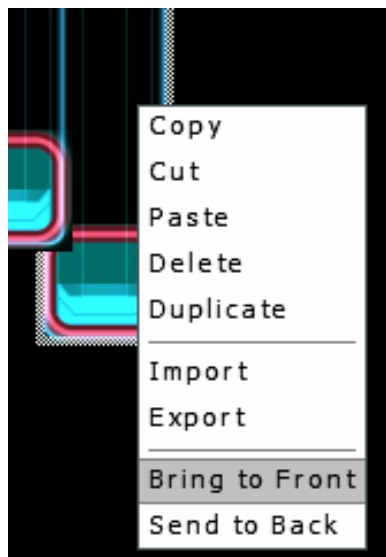 Copy
Cut
Paste
Delete
Duplicate
Import
Export
Bring to Front
Send to Back